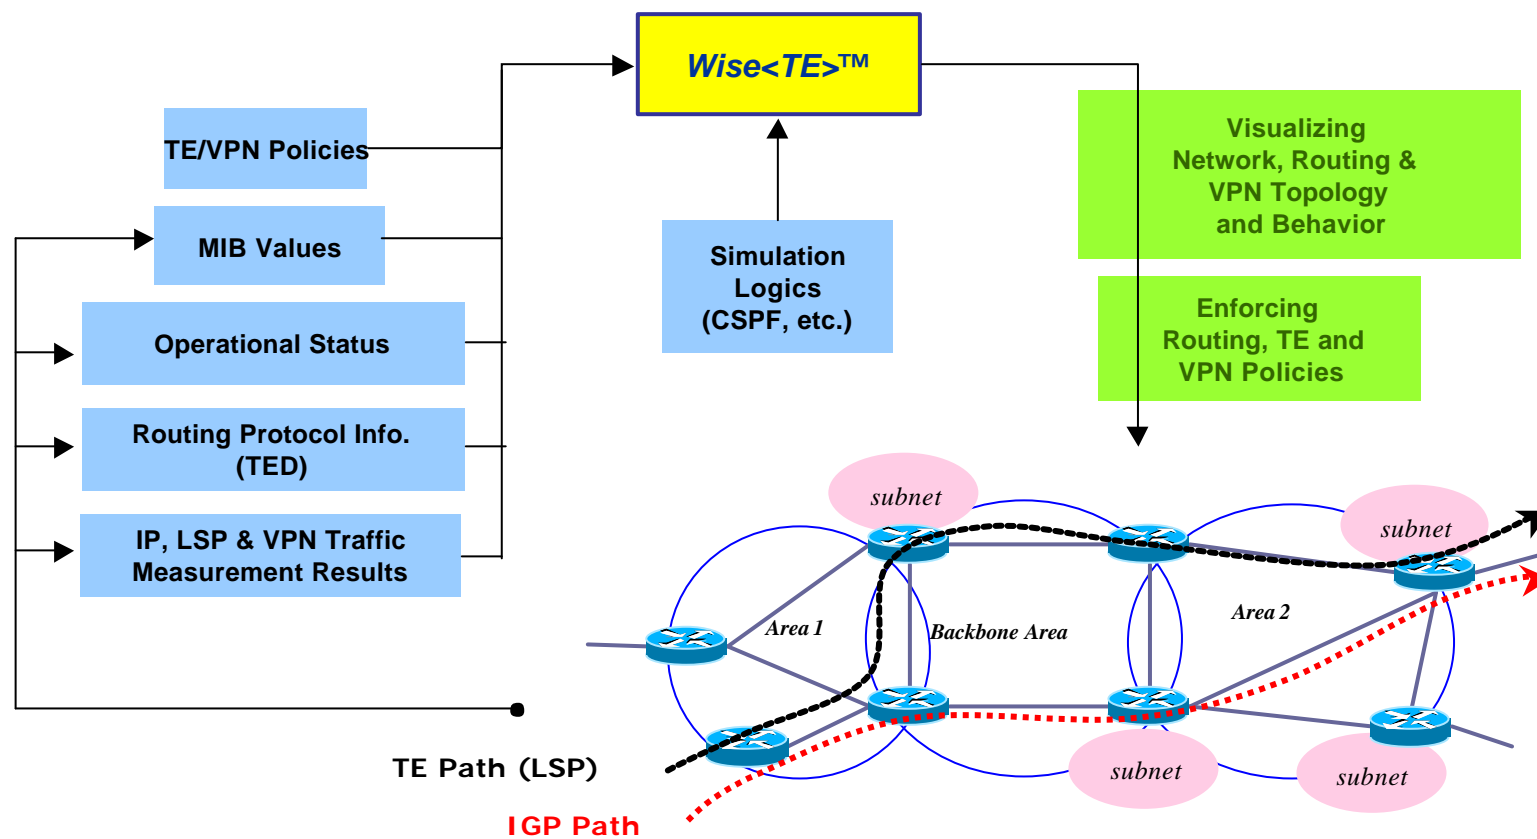 Wise<TE>™
TE/VPN Policies
MIB Values
Operational Status
Routing Protocol Info.
(TED)
IP, LSP & VPN Traffic
Measurement Results
Simulation
Logics
(CSPF, etc.)
Visualizing
Network, Routing &
VPN Topology
and Behavior
Enforcing
Routing, TE and
VPN Policies
subnet
subnet
Area 1
Backbone Area
Area 2
subnet
subnet
TE Path (LSP)
IGP Path